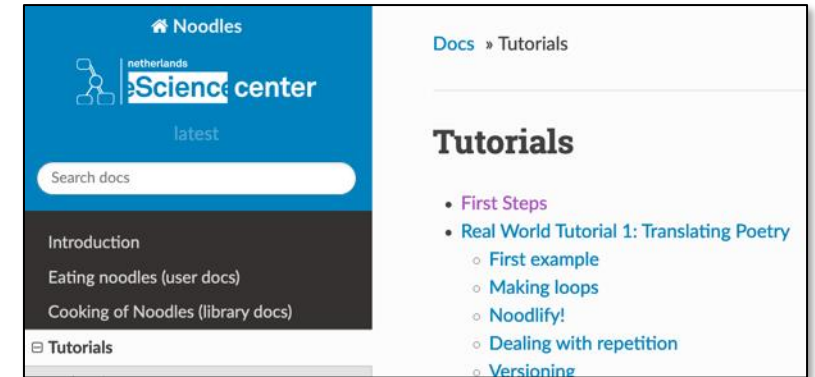 Noodles
netherlands
eScience center
latest
Search docs
Introduction
Eating noodles (user docs)
Cooking of Noodles (library docs)
Tutorials
Docs » Tutorials
Tutorials
• First Steps
• Real World Tutorial 1: Translating Poetry
◦ First example
◦ Making loops
◦ Noodlify!
◦ Dealing with repetition
◦ Versioning